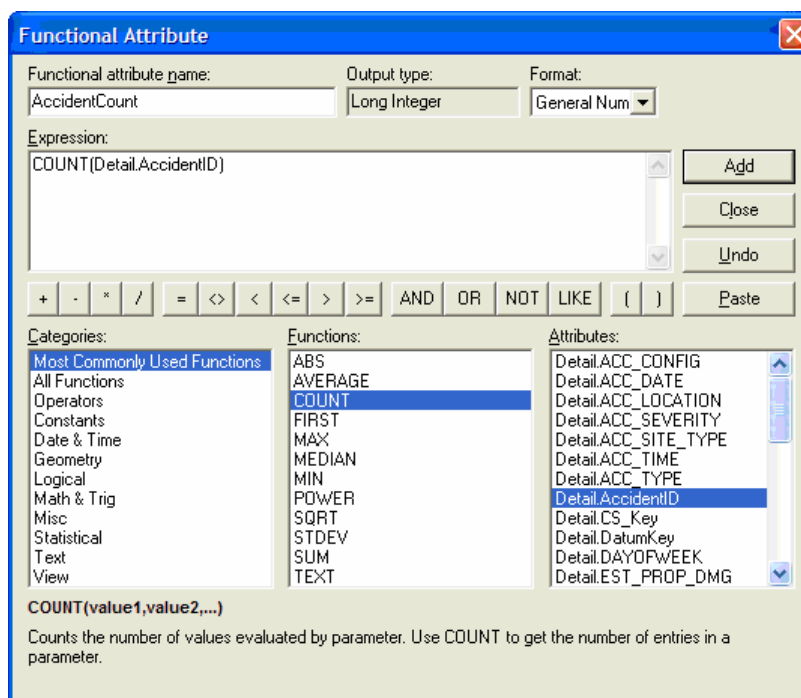 Functional Attribute
Functional attribute name: Output type: Format:
AccidentCount Long Integer General Num
Expression:
COUNT(Detail.AccidentID)
Add
Close
Undo
+ - * / = <> < <= > >= AND OR NOT LIKE ( ) Paste
Categories: Functions: Attributes:
Most Commonly Used Functions ABS Detail.ACC_CONFIG
All Functions AVERAGE Detail.ACC_DATE
Operators COUNT Detail.ACC_LOCATION
Constants FIRST Detail.ACC_SEVERITY
Date & Time MAX Detail.ACC_SITE_TYPE
Geometry MEDIAN Detail.ACC_TIME
Logical MIN Detail.ACC_TYPE
Math & Trig POWER Detail.AccidentID
Misc SQRT Detail.CS_Key
Statistical STDEV Detail.DatumKey
Text SUM Detail.DAYOFWEEK
View TEXT Detail.EST_PROP_DMG
COUNT(value1,value2,...)
Counts the number of values evaluated by parameter. Use COUNT to get the number of entries in a
parameter.